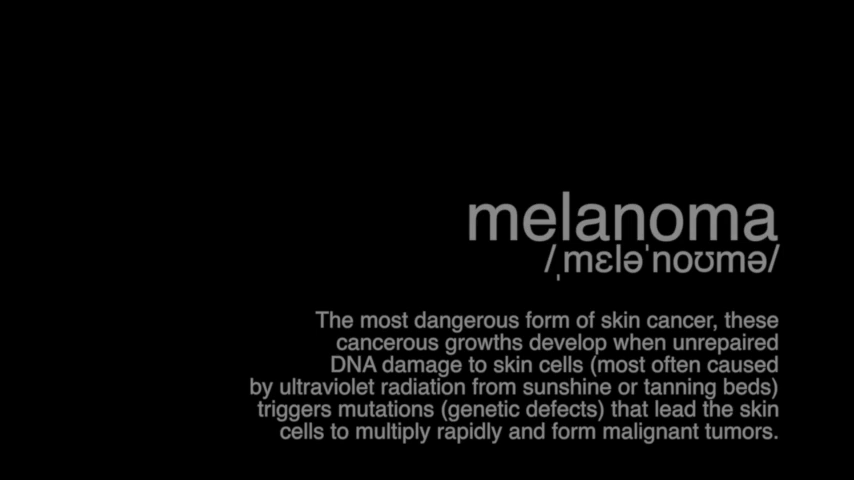 melanoma
/ˌmɛləˈnoʊmə/
The most dangerous form of skin cancer, these
cancerous growths develop when unrepaired
DNA damage to skin cells (most often caused
by ultraviolet radiation from sunshine or tanning beds)
triggers mutations (genetic defects) that lead the skin
cells to multiply rapidly and form malignant tumors.